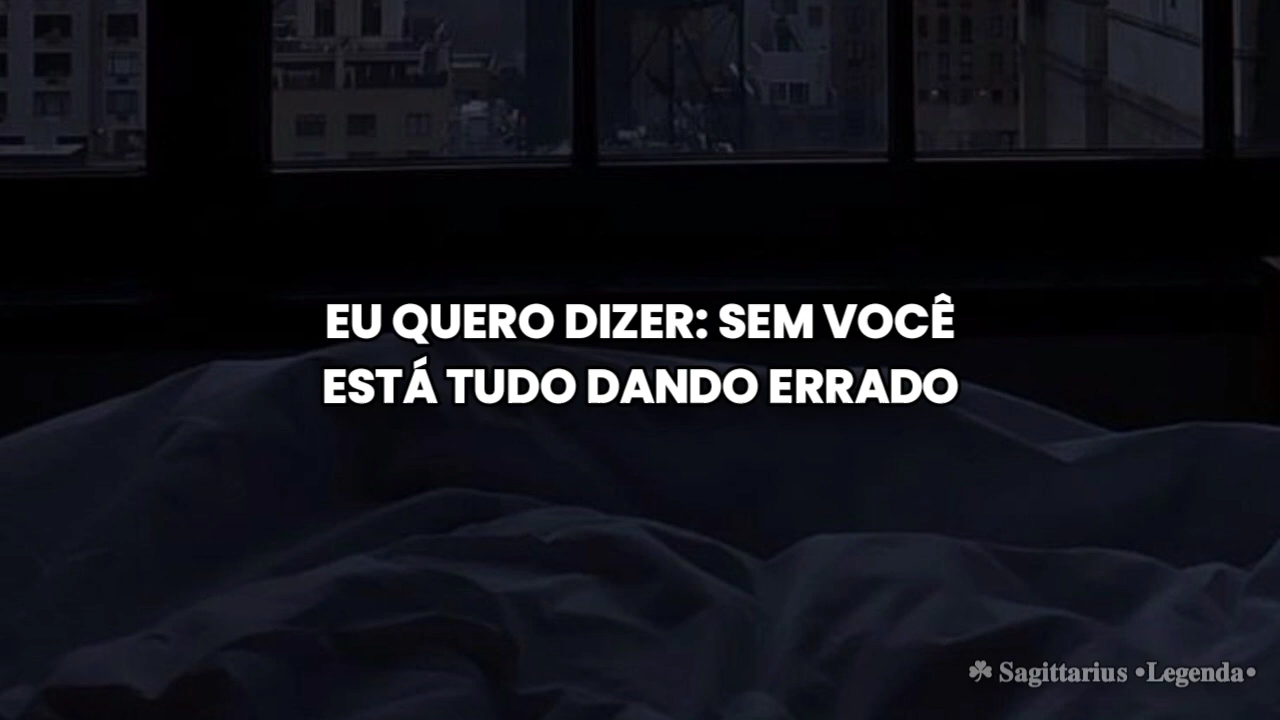 EU QUERO DIZER: SEM VOCÊ
ESTÁ TUDO DANDO ERRADO
☘ Sagittarius •Legenda•